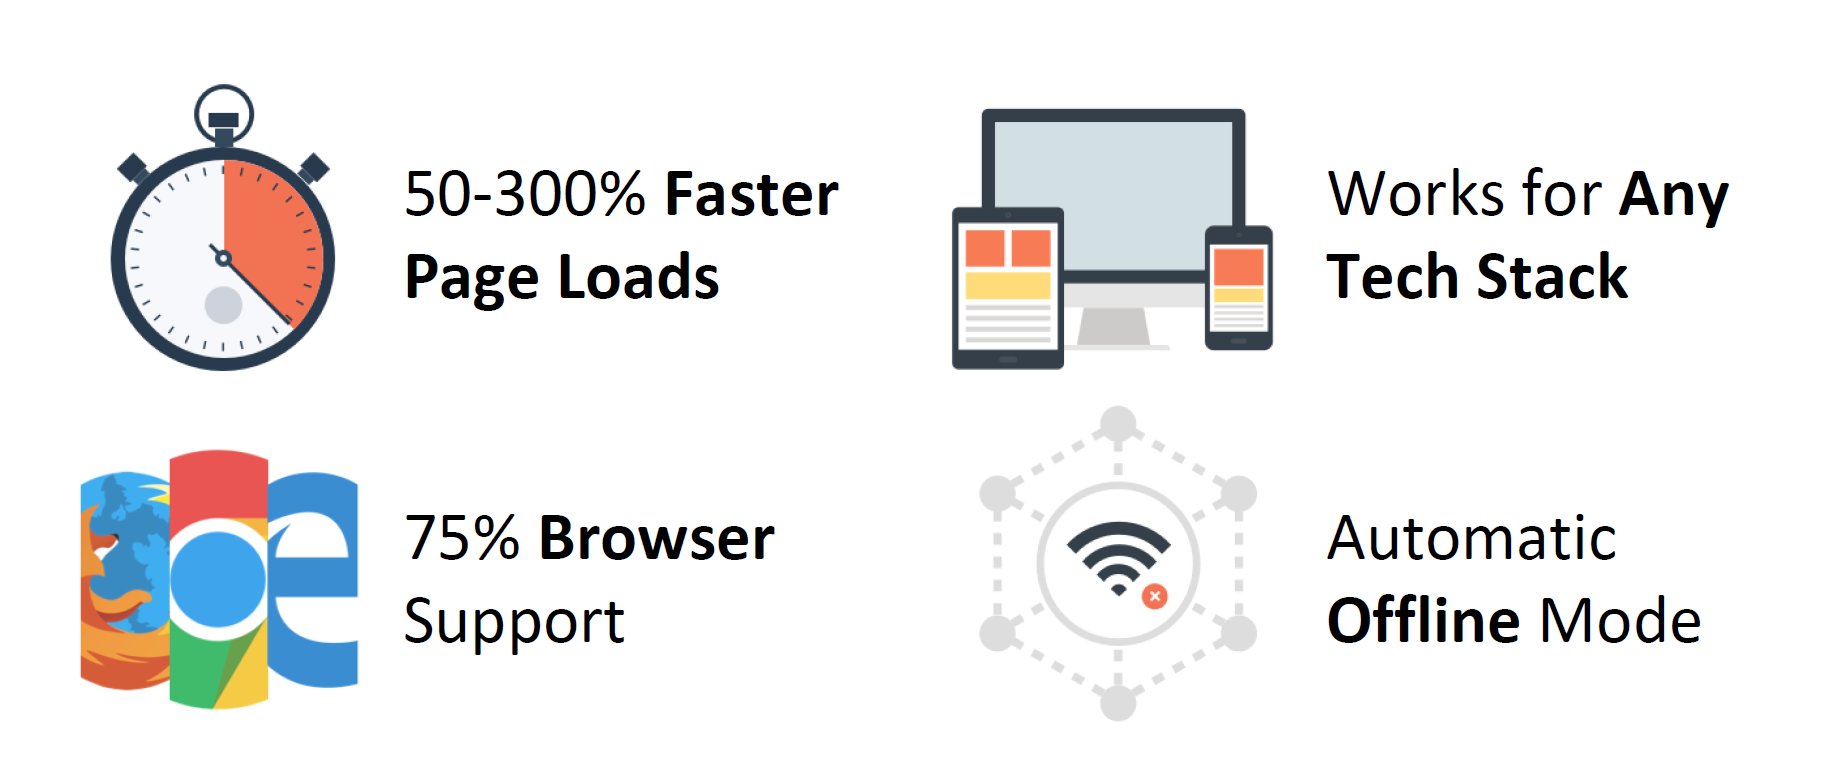 50-300% Faster
Page Loads
Works for Any
Tech Stack
75% Browser
Support
Automatic
Offline Mode